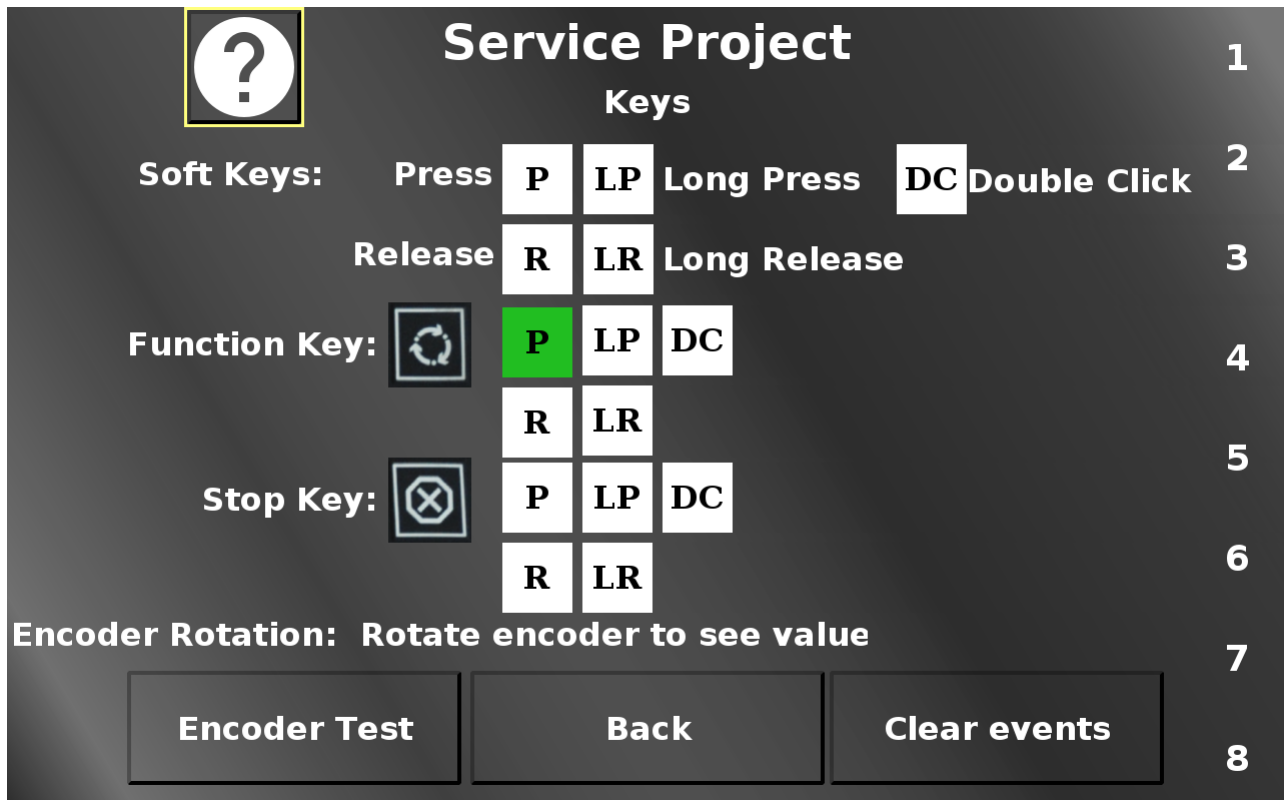 ?
Service Project
1
Keys
2
Soft Keys: Press P LP Long Press DC Double Click
Release R LR Long Release
3
Function Key: P LP DC
4
R LR
5
Stop Key: P LP DC
6
R LR
Encoder Rotation: Rotate encoder to see value
7
Encoder Test Back Clear events
8